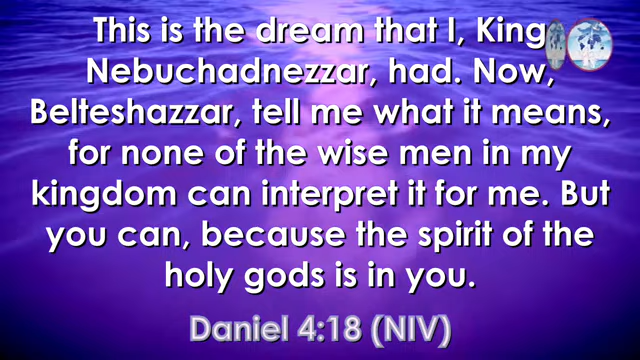 This is the dream that I, King
Nebuchadnezzar, had. Now,
Belteshazzar, tell me what it means,
for none of the wise men in my
kingdom can interpret it for me. But
you can, because the spirit of the
holy gods is in you.
Daniel 4:18 (NIV)